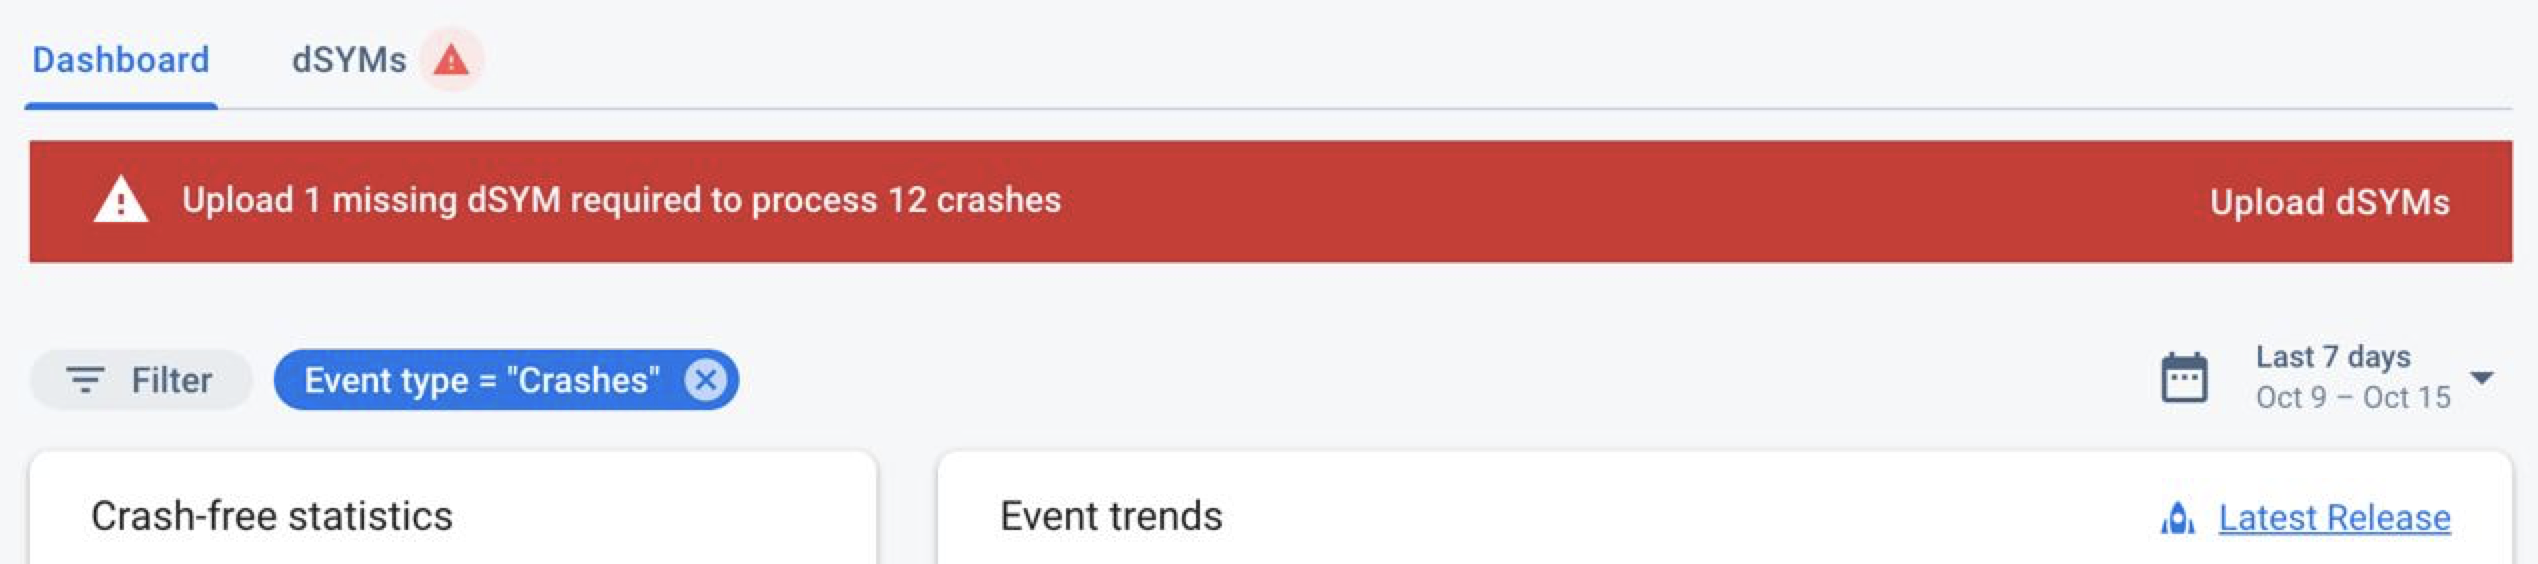 Dashboard dSYMs
Upload 1 missing dSYM required to process 12 crashes Upload dSYMs
Filter Event type = "Crashes" Last 7 days
Oct 9 – Oct 15
Crash-free statistics Event trends Latest Release